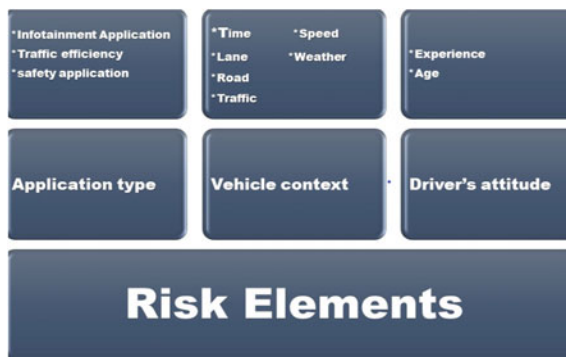 *Infotainment Application
*Traffic efficiency
*safety application
*Time *Speed
*Lane *Weather
*Road
*Traffic
*Experience
*Age
Application type
Vehicle context
Driver's attitude
Risk Elements